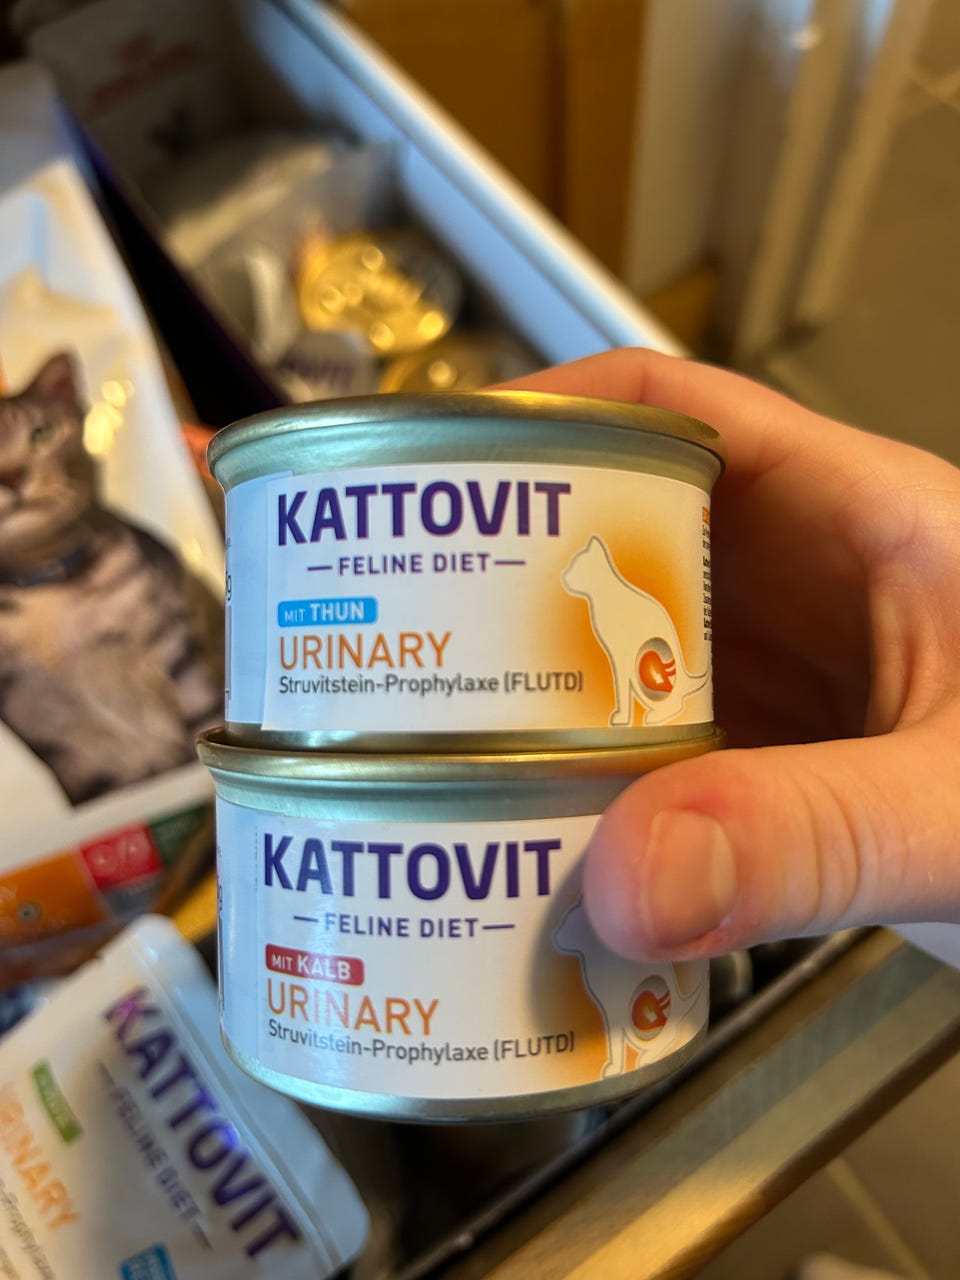 KATTOVIT
FELINE DIET
MIT THUN
URINARY
Struvitstein-Prophylaxe (FLUTD)
KATTOVIT
FELINE DIET
MIT KALB
URINARY
Struvitstein-Prophylaxe (FLUTD)
KATTOVIT
FELINE DIET